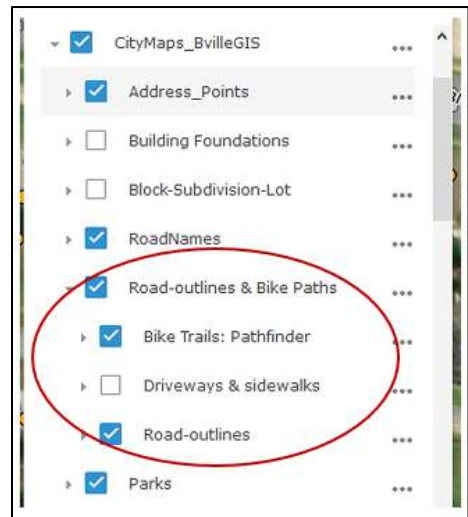 CityMaps_BvilleGIS
Address_Points
Building Foundations
Block-Subdivision-Lot
RoadNames
Road-outlines & Bike Paths
Bike Trails: Pathfinder
Driveways & sidewalks
Road-outlines
Parks